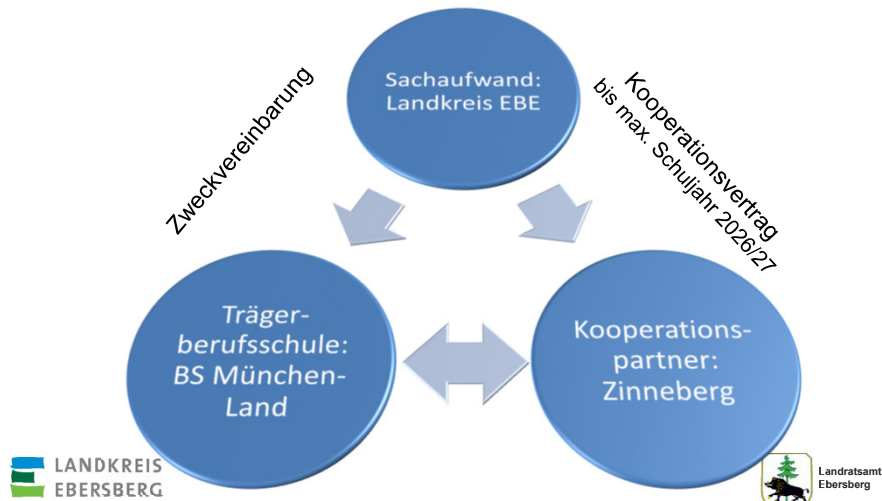 Sachaufwand:
Landkreis EBE
Zweckvereinbarung
Kooperationsvertrag
bis max. Schuljahr 2026/27
Träger-
berufsschule:
BS München-
Land
Kooperations-
partner:
Zinneberg
LANDKREIS
EBERSBERG
Landratsamt
Ebersberg